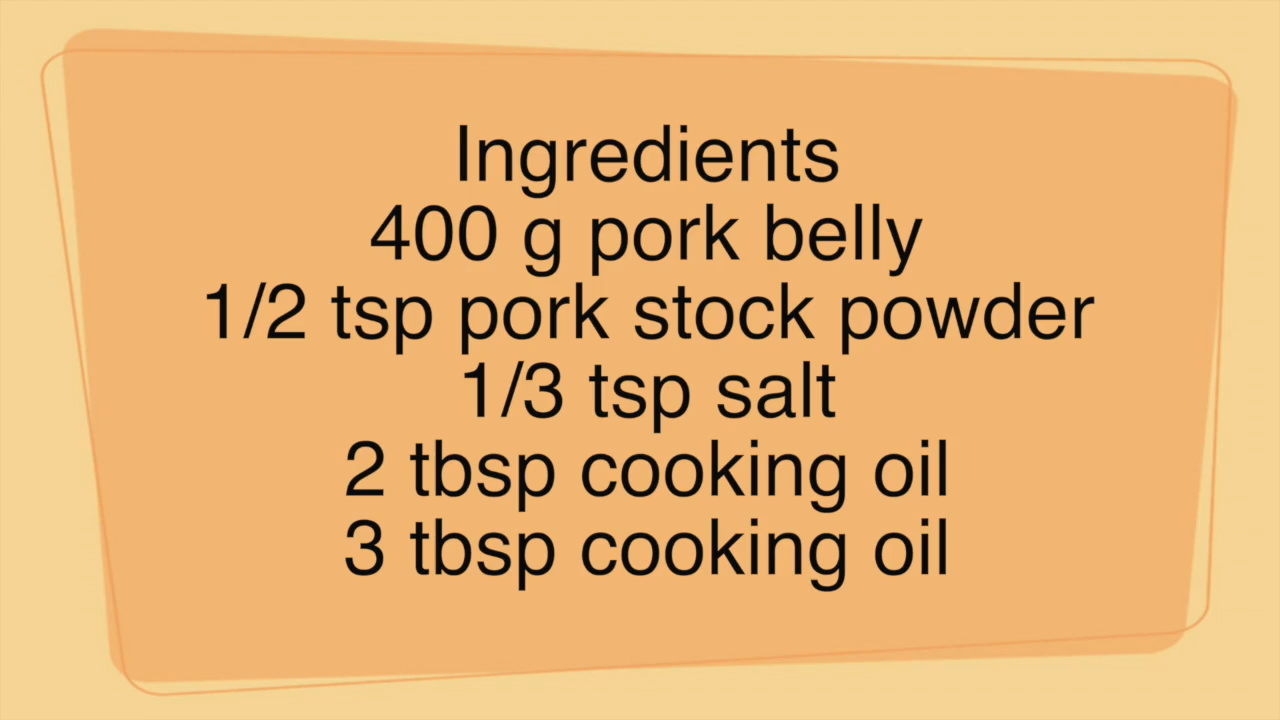 Ingredients
400 g pork belly
1/2 tsp pork stock powder
1/3 tsp salt
2 tbsp cooking oil
3 tbsp cooking oil